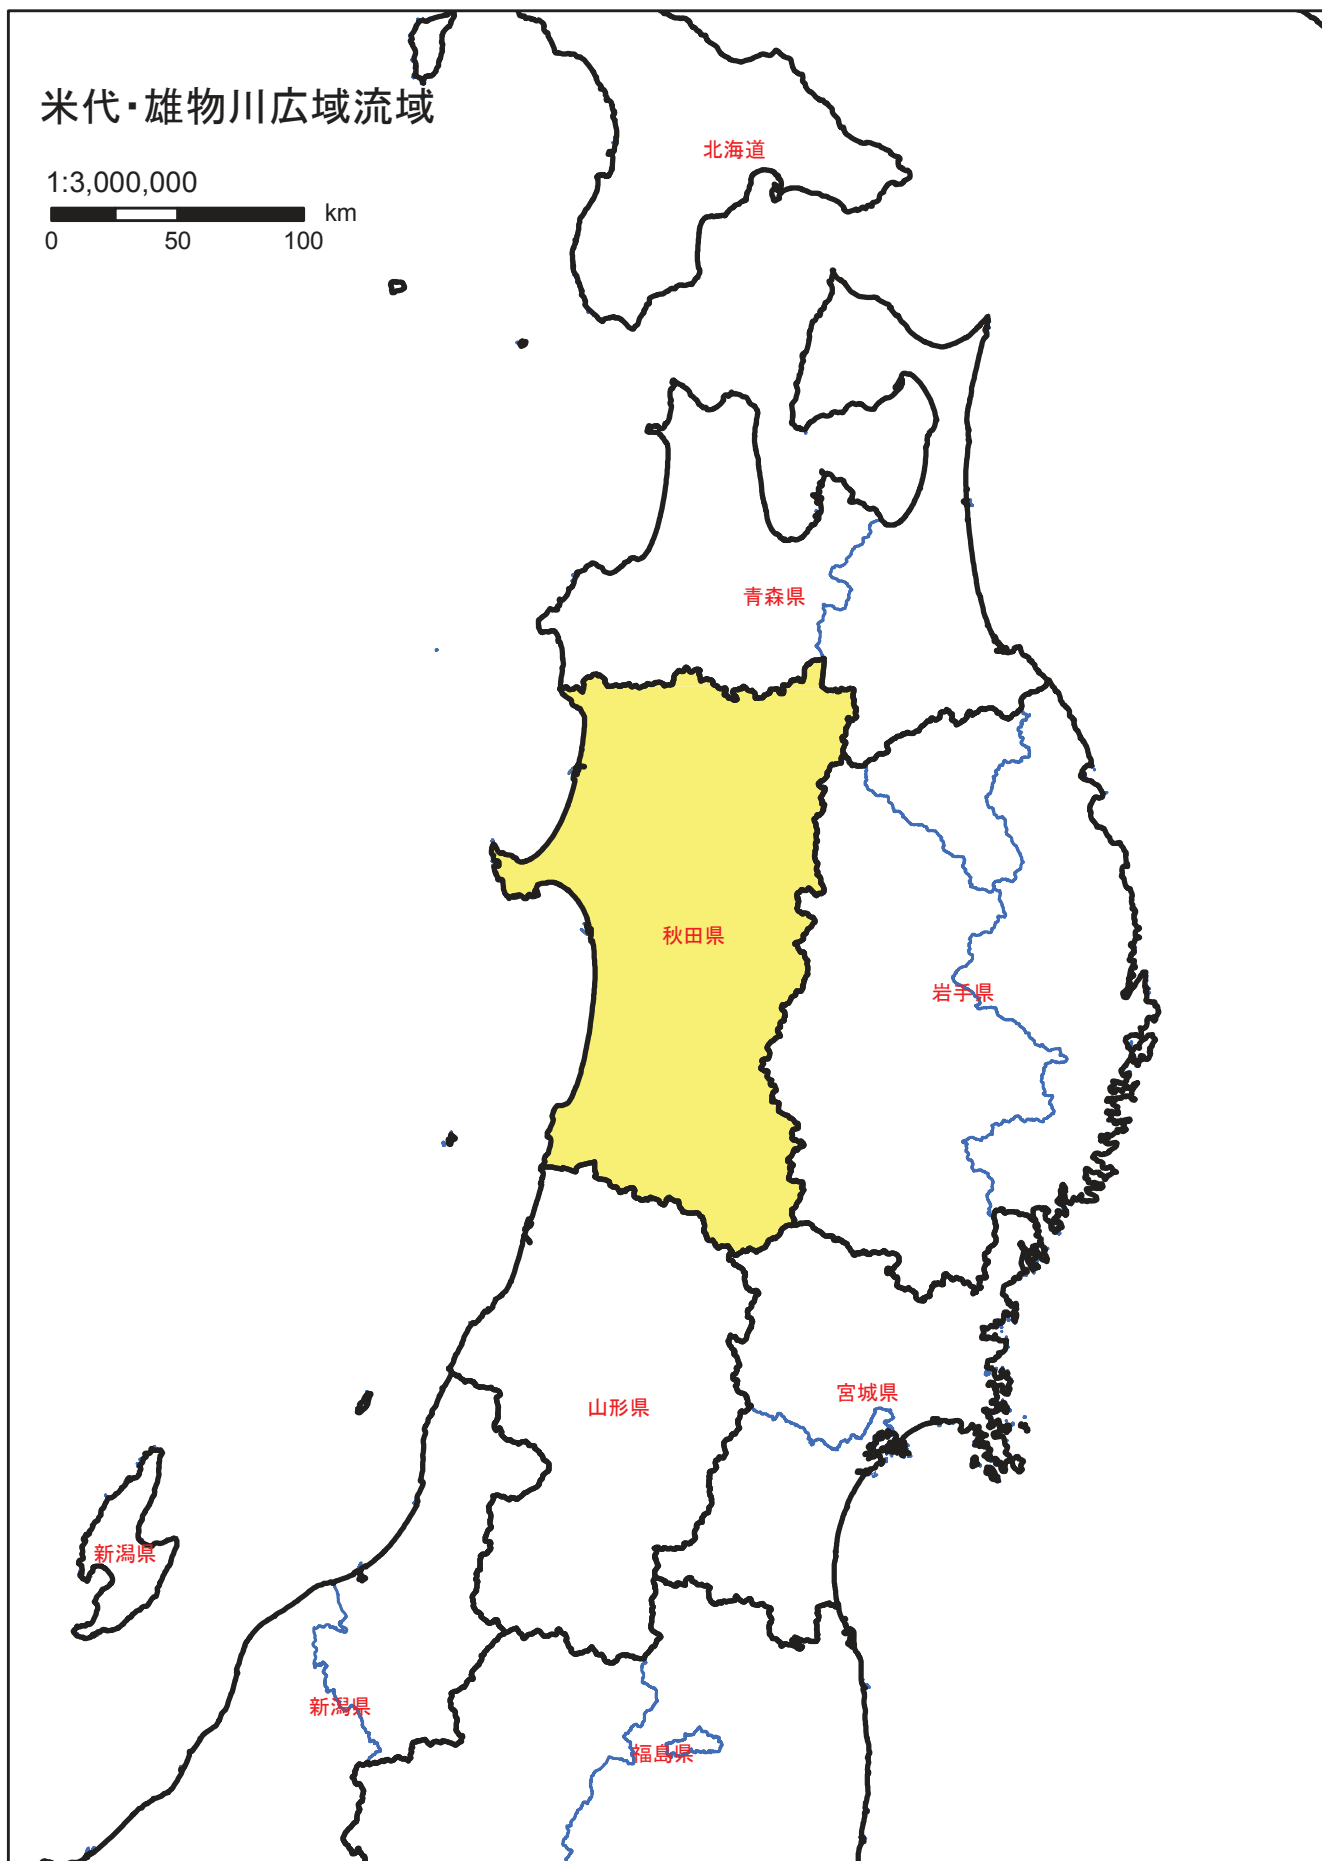 米代・雄物川広域流域
1:3,000,000
km
0 50 100
北海道
青森県
秋田県
岩手県
宮城県
山形県
新潟県
新潟県
福島県